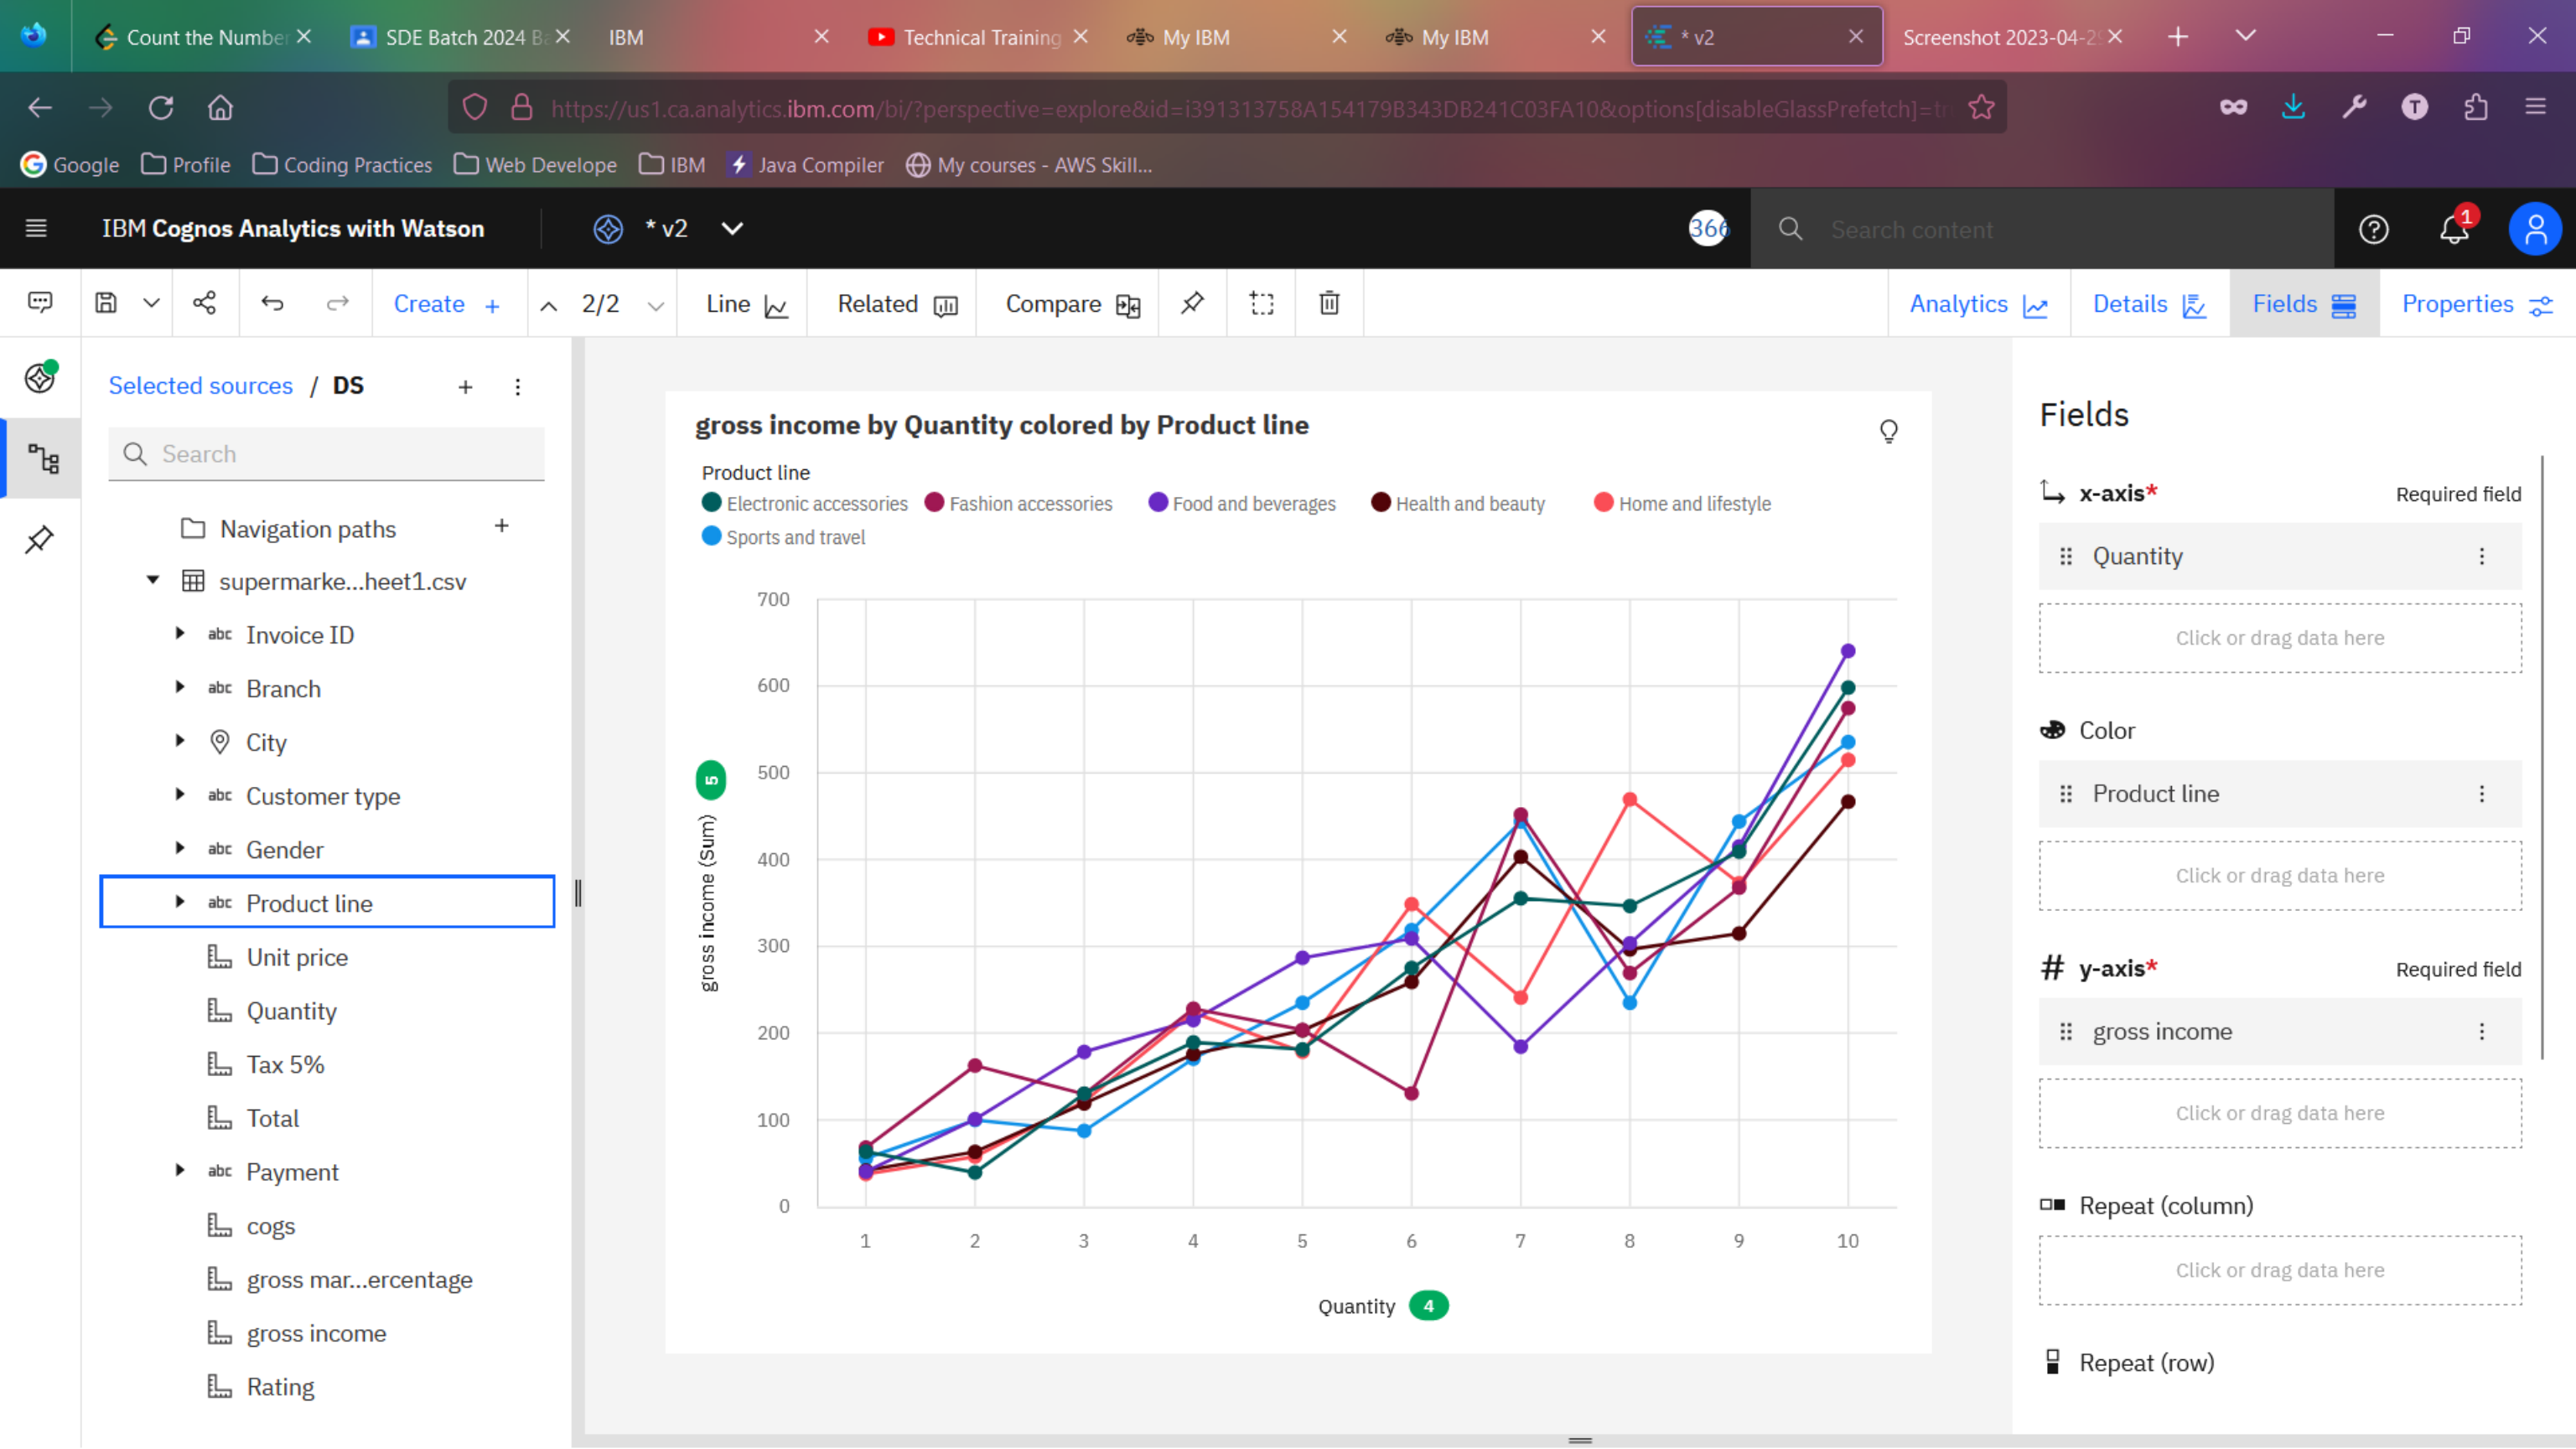 Count the Number
SDE Batch 2024 Ba
IBM
Technical Training
My IBM
My IBM
* v2
Screenshot 2023-04-29
https://us1.ca.analytics.ibm.com/bi/?perspective=explore&id=i391313758A154179B343DB241C03FA10&options[disableGlassPrefetch]=tr
Google
Profile
Coding Practices
Web Develope
IBM
Java Compiler
My courses - AWS Skill...
IBM Cognos Analytics with Watson
* v2
366
Search content
1
Create +
2/2
Line
Related
Compare
Analytics
Details
Fields
Properties
Selected sources / DS
Search
Navigation paths
supermarke...heet1.csv
abc Invoice ID
abc Branch
City
abc Customer type
abc Gender
abc Product line
Unit price
Quantity
Tax 5%
Total
abc Payment
cogs
gross mar...ercentage
gross income
Rating
gross income by Quantity colored by Product line
Product line
Electronic accessories
Fashion accessories
Food and beverages
Health and beauty
Home and lifestyle
Sports and travel
700
600
500
400
300
200
100
0
gross income (Sum) 5
1 2 3 4 5 6 7 8 9 10
Quantity 4
Fields
x-axis* Required field
Quantity
Click or drag data here
Color
Product line
Click or drag data here
# y-axis* Required field
gross income
Click or drag data here
Repeat (column)
Click or drag data here
Repeat (row)